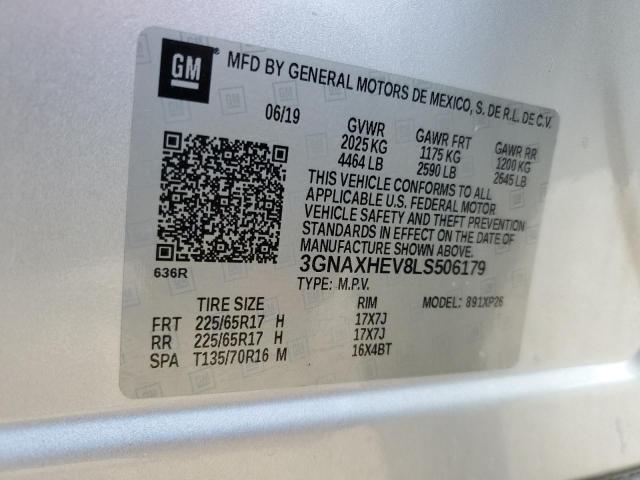 GM
MFD BY GENERAL MOTORS DE MEXICO, S. DE R.L. DE C.V.
06/19
GVWR GAWR FRT GAWR RR
2025 KG 1175 KG 1200 KG
4464 LB 2590 LB 2645 LB
THIS VEHICLE CONFORMS TO ALL
APPLICABLE U.S. FEDERAL MOTOR
VEHICLE SAFETY AND THEFT PREVENTION
STANDARDS IN EFFECT ON THE DATE OF
MANUFACTURE SHOWN ABOVE.
636R
3GNAXHEV8LS506179
TYPE: M.P.V.
TIRE SIZE RIM MODEL: 891XP26
FRT 225/65R17 H 17X7J
RR 225/65R17 H 17X7J
SPA T135/70R16 M 16X4BT